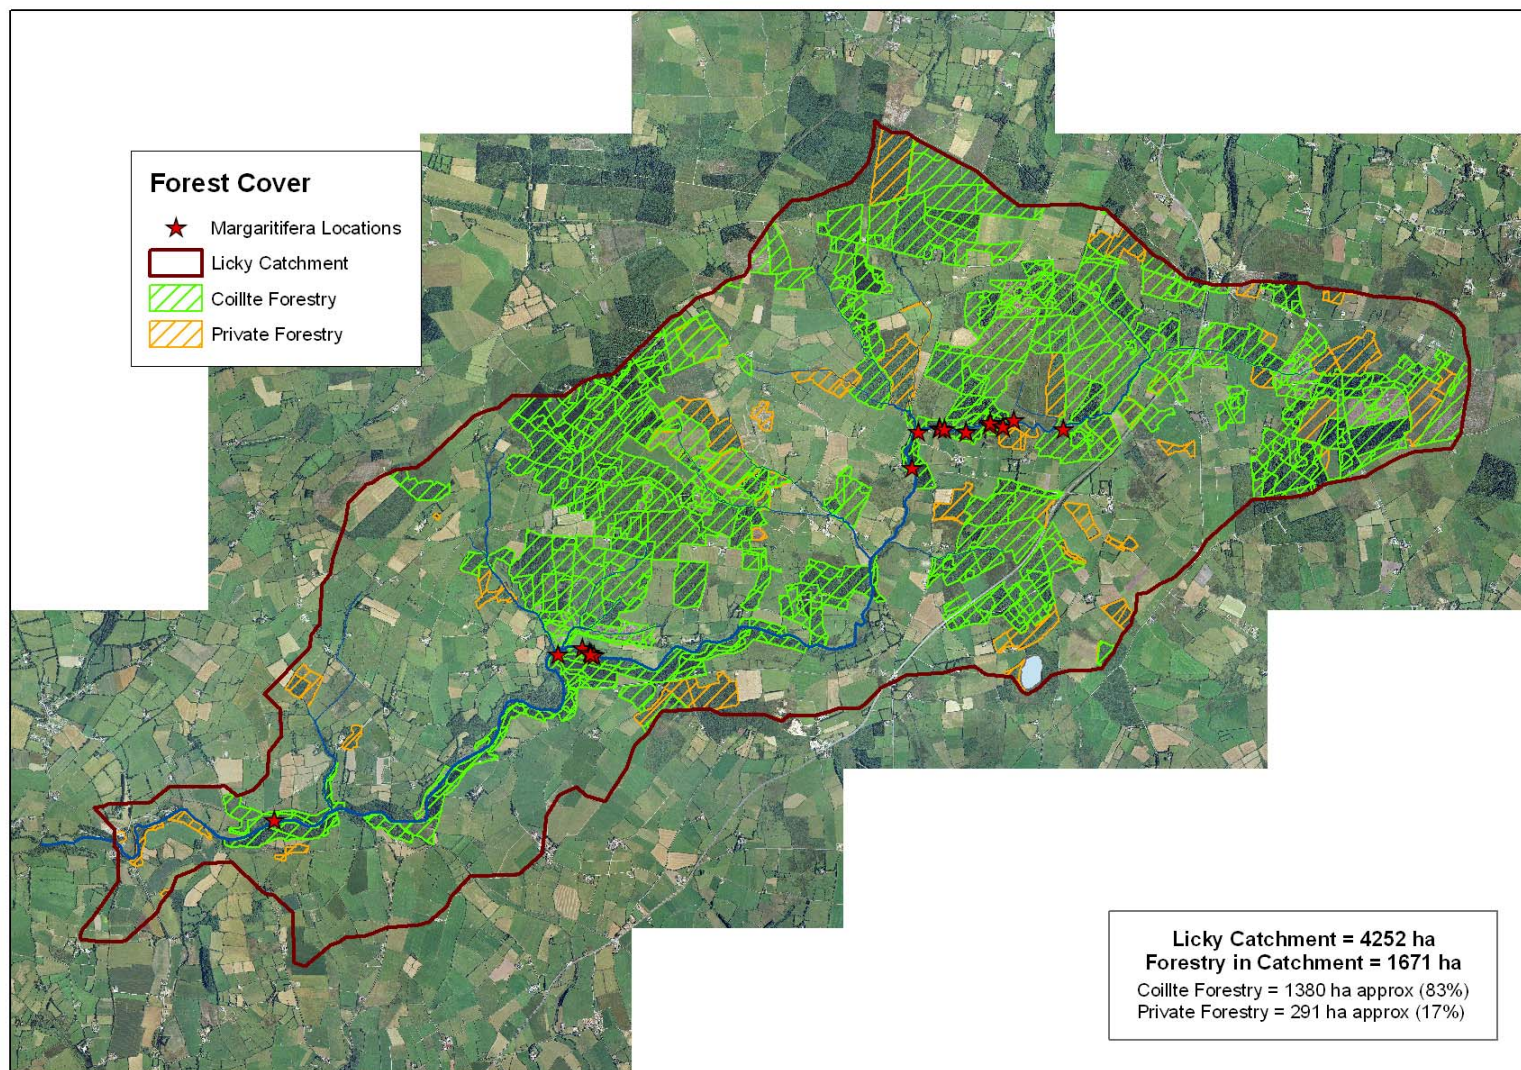 Forest Cover
Margaritifera Locations
Licky Catchment
Coillte Forestry
Private Forestry
Licky Catchment = 4252 ha
Forestry in Catchment = 1671 ha
Coillte Forestry = 1380 ha approx (83%)
Private Forestry = 291 ha approx (17%)